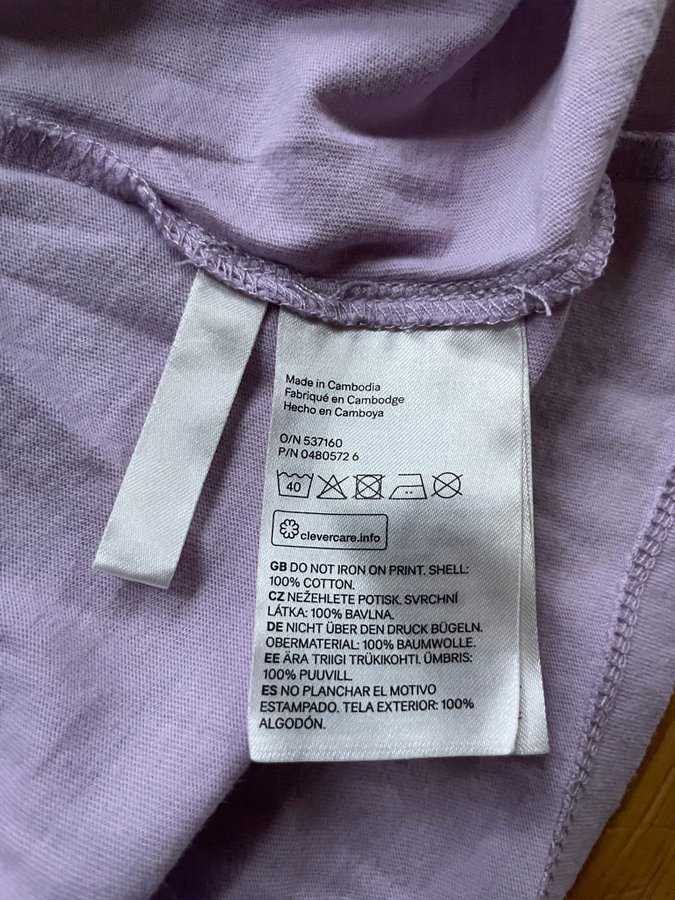 Made in Cambodia
Fabriqué en Cambodge
Hecho en Camboya
O/N 537160
P/N 0480572 6
40
clevercare.info
GB DO NOT IRON ON PRINT. SHELL:
100% COTTON.
CZ NEŽEHLETE POTISK. SVRCHNÍ
LÁTKA: 100% BAVLNA.
DE NICHT ÜBER DEN DRUCK BÜGELN.
OBERMATERIAL: 100% BAUMWOLLE.
EE ÄRA TRIIGI TRÜKIKOHTI. ÜMBRIS:
100% PUUVILL.
ES NO PLANCHAR EL MOTIVO
ESTAMPADO. TELA EXTERIOR: 100%
ALGODÓN.